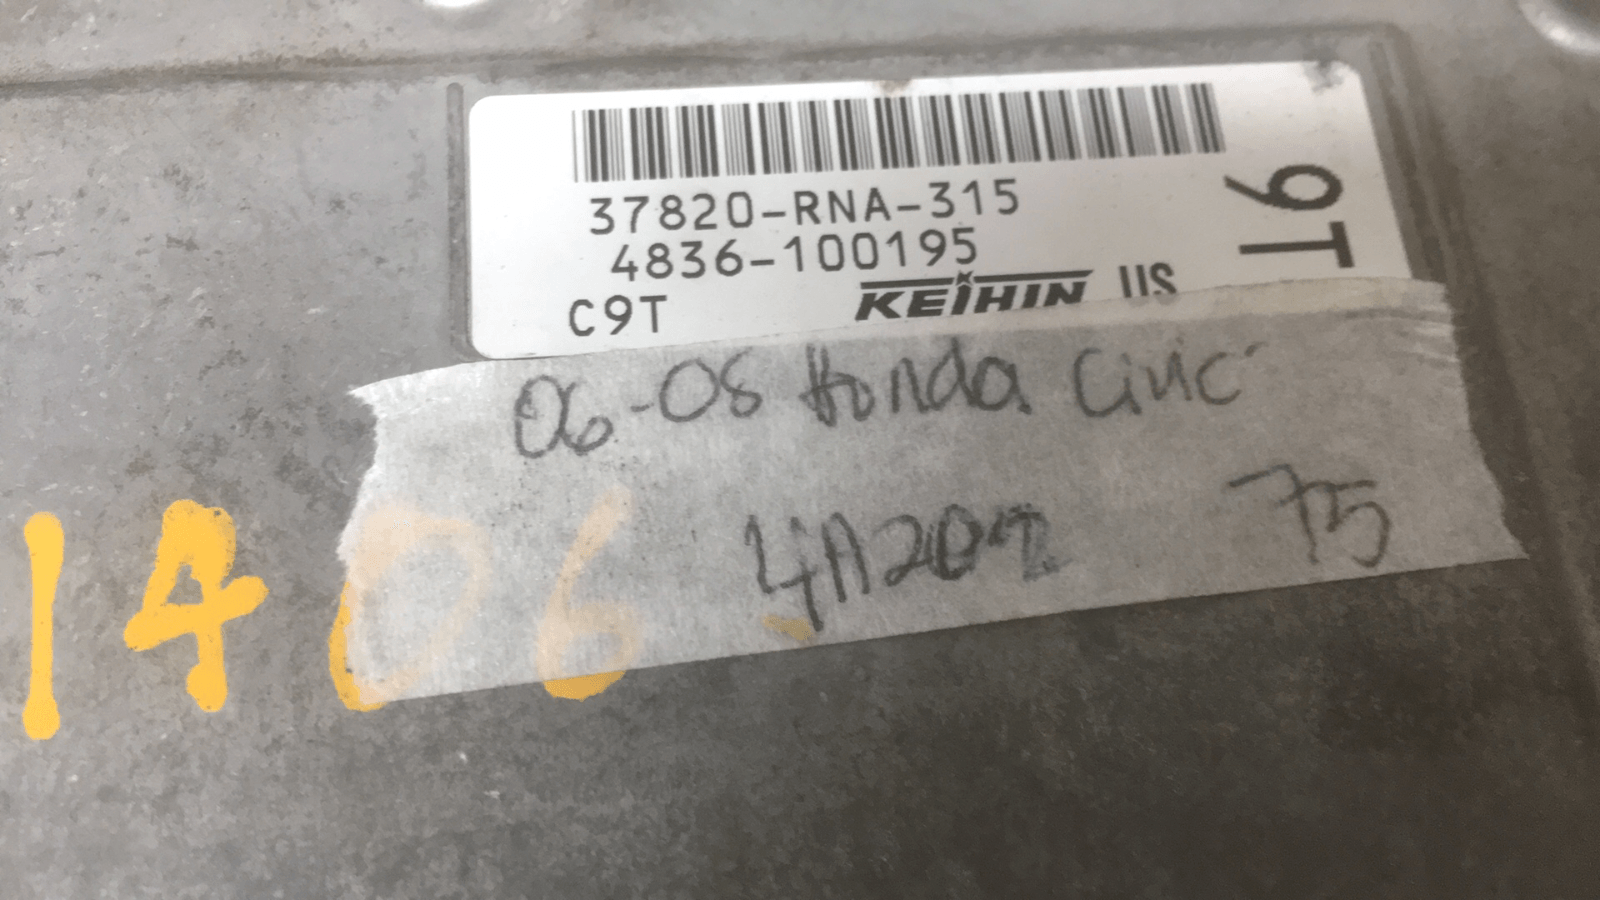 37820-RNA-315
4836-100195
C9T KEIHIN US
9T
06-08 Honda Civic
75
1406